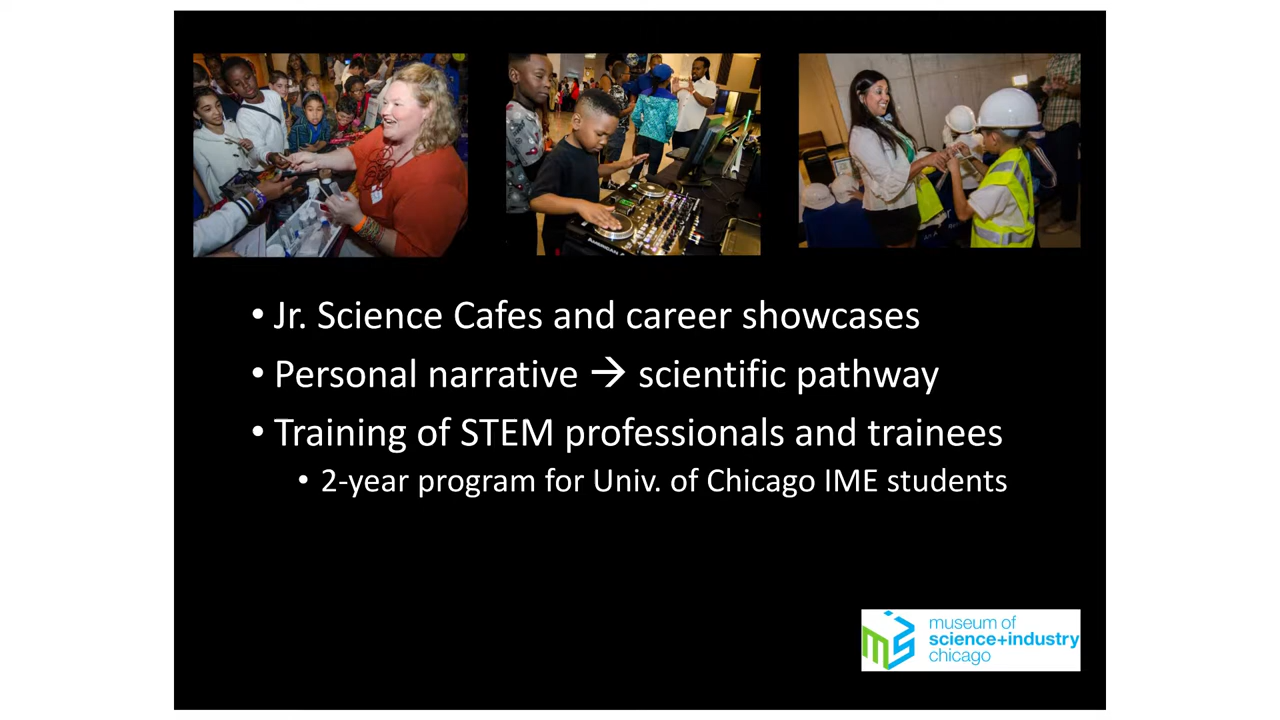 • Jr. Science Cafes and career showcases
• Personal narrative → scientific pathway
• Training of STEM professionals and trainees
• 2-year program for Univ. of Chicago IME students
museum of
science+industry
chicago